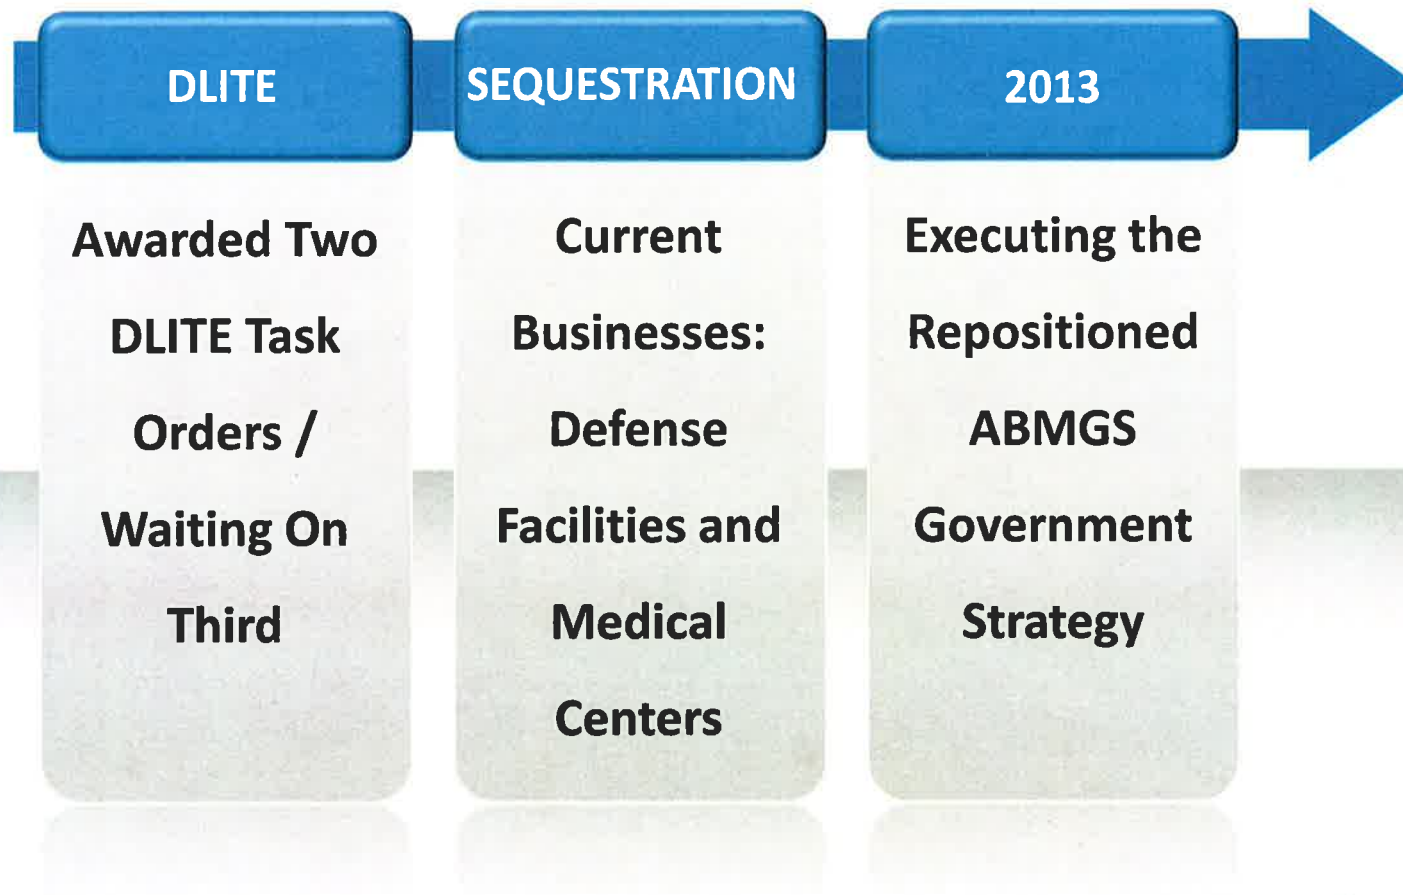 DLITE
Awarded Two
DLITE Task
Orders /
Waiting On
Third
SEQUESTRATION
Current
Businesses:
Defense
Facilities and
Medical
Centers
2013
Executing the
Repositioned
ABMGS
Government
Strategy